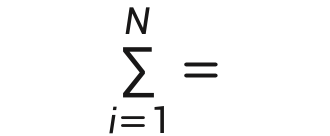 N
∑ =
i=1